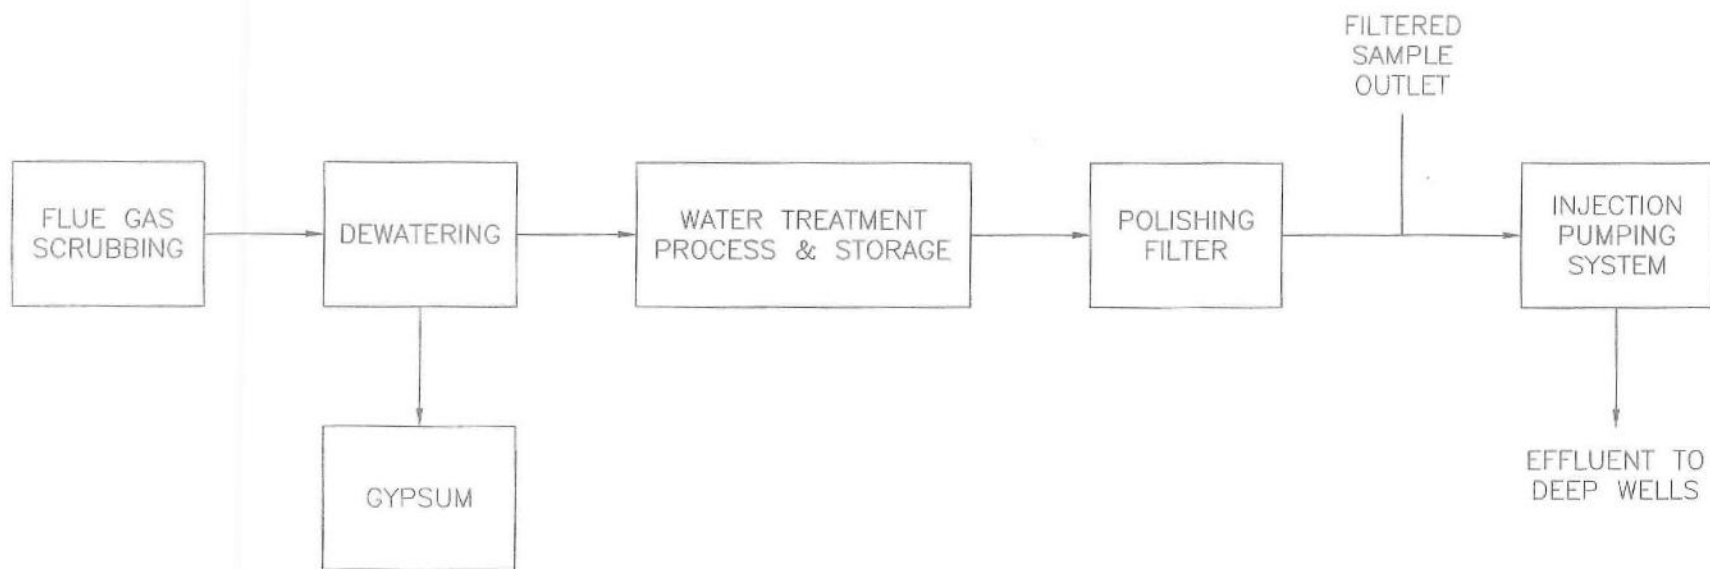 FILTERED
SAMPLE
OUTLET
FLUE GAS
SCRUBBING
DEWATERING
WATER TREATMENT
PROCESS & STORAGE
POLISHING
FILTER
INJECTION
PUMPING
SYSTEM
GYPSUM
EFFLUENT TO
DEEP WELLS